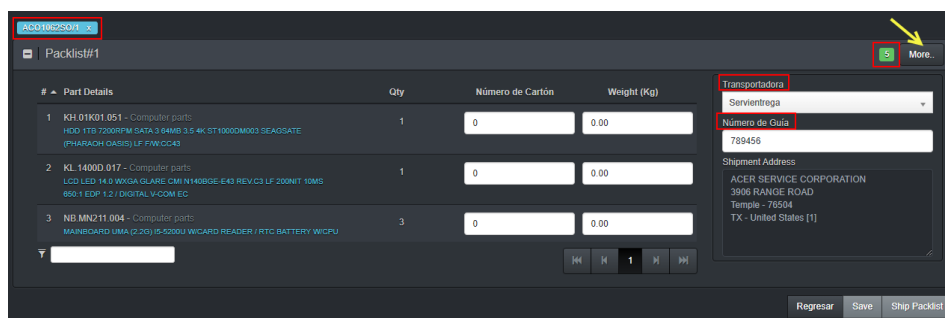 ACO1062SO/1 x
Packlist#1
5 More..
# Part Details Qty Número de Cartón Weight (Kg)
1 KH.01K01.051 - Computer parts 1 0 0.00
HDD 1TB 7200RPM SATA 3 64MB 3.5 4K ST1000DM003 SEAGSATE
(PHARAOH OASIS) LF F/W:CC43
2 KL.1400D.017 - Computer parts 1 0 0.00
LCD LED 14.0 WXGA GLARE CMI N140BGE-E43 REV.C3 LF 200NIT 10MS
650:1 EDP 1.2 / DIGITAL V-COM EC
3 NB.MN211.004 - Computer parts 3 0 0.00
MAINBOARD UMA (2.2G) I5-5200U W/CARD READER / RTC BATTERY W/CPU
1
Transportadora
Servientrega
Número de Guía
789456
Shipment Address
ACER SERVICE CORPORATION
3906 RANGE ROAD
Temple - 76504
TX - United States [1]
Regresar Save Ship Packlist